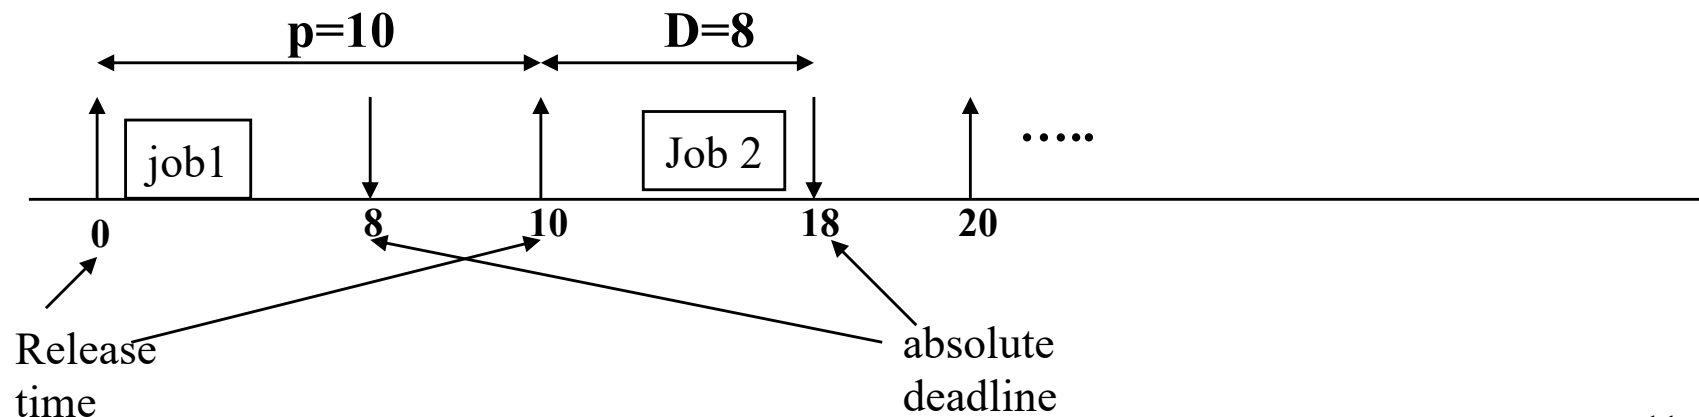 p=10 D=8
job1 Job 2 .....
0 8 10 18 20
Release absolute
time deadline